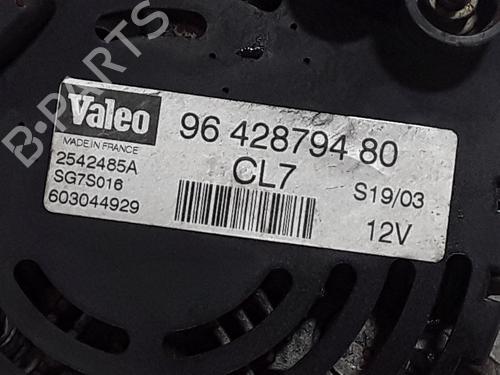 B-PARTS
Valeo
MADE IN FRANCE
96 428794 80
2542485A
CL7
S19/03
SG7S016
603044929
12V